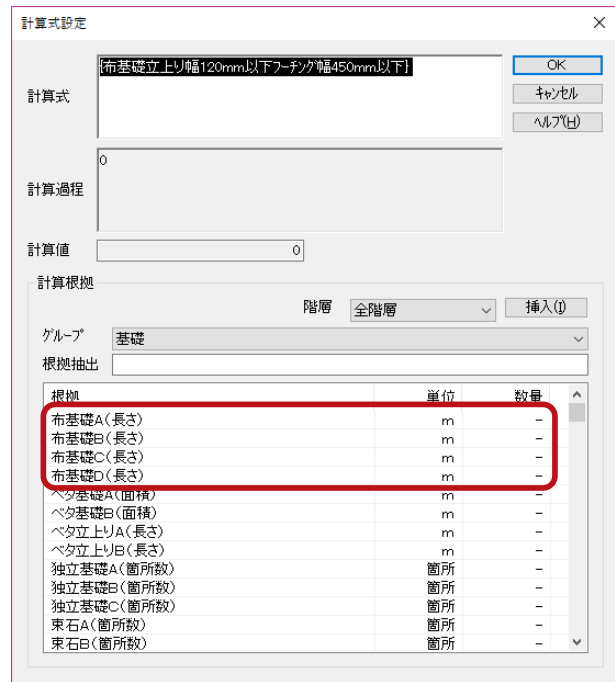 計算式設定
{布基礎立上り幅120mm以下フーチング幅450mm以下}
OK
計算式
キャンセル
ヘルプ(H)
0
計算過程
計算値 0
計算根拠
階層 全階層 挿入(I)
グループ 基礎
根拠抽出
根拠 単位 数量
布基礎A(長さ) m -
布基礎B(長さ) m -
布基礎C(長さ) m -
布基礎D(長さ) m -
ベタ基礎A(面積) m -
ベタ基礎B(面積) m -
ベタ立上りA(長さ) m -
ベタ立上りB(長さ) m -
独立基礎A(箇所数) 箇所 -
独立基礎B(箇所数) 箇所 -
独立基礎C(箇所数) 箇所 -
束石A(箇所数) 箇所 -
束石B(箇所数) 箇所 -